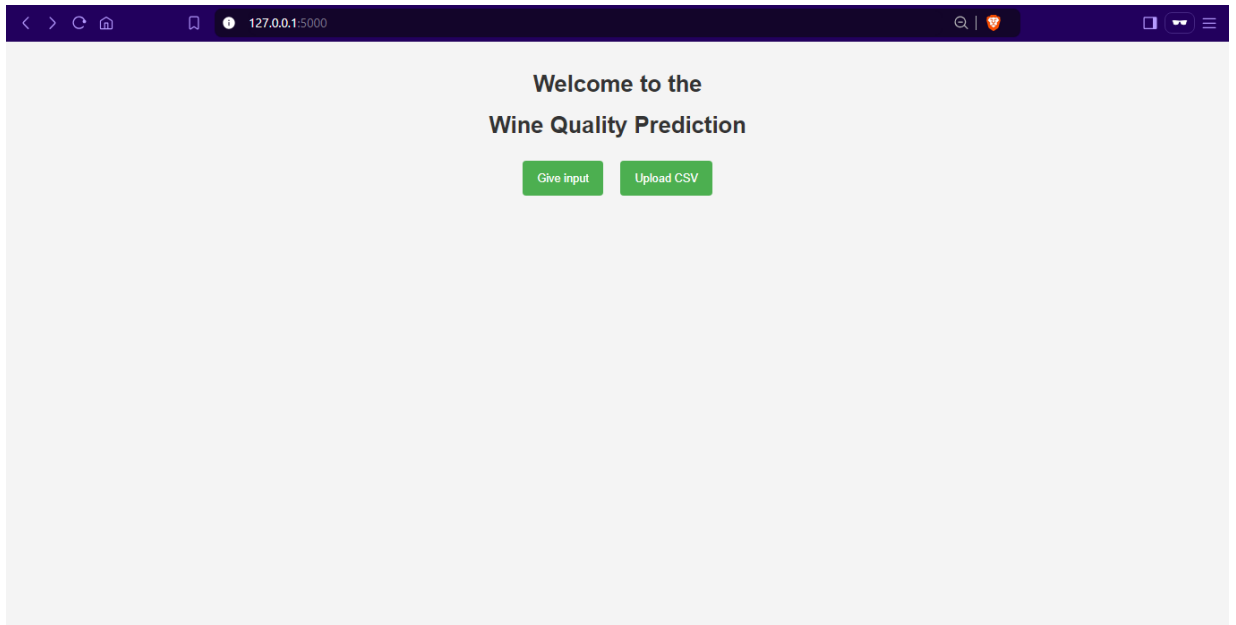 127.0.0.1:5000
Welcome to the
Wine Quality Prediction
Give input
Upload CSV